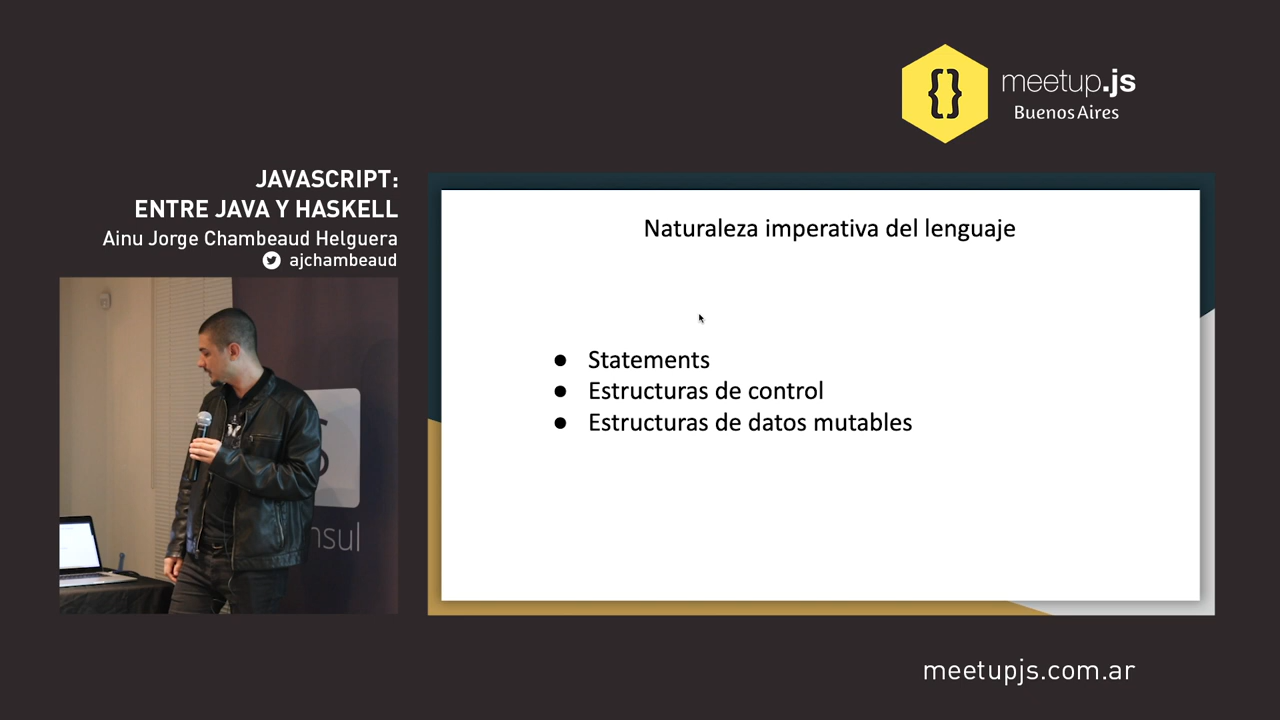 {}
meetup.js
Buenos Aires
JAVASCRIPT:
ENTRE JAVA Y HASKELL
Ainu Jorge Chambeaud Helguera
ajchambeaud
Naturaleza imperativa del lenguaje
● Statements
● Estructuras de control
● Estructuras de datos mutables
nsul
meetupjs.com.ar